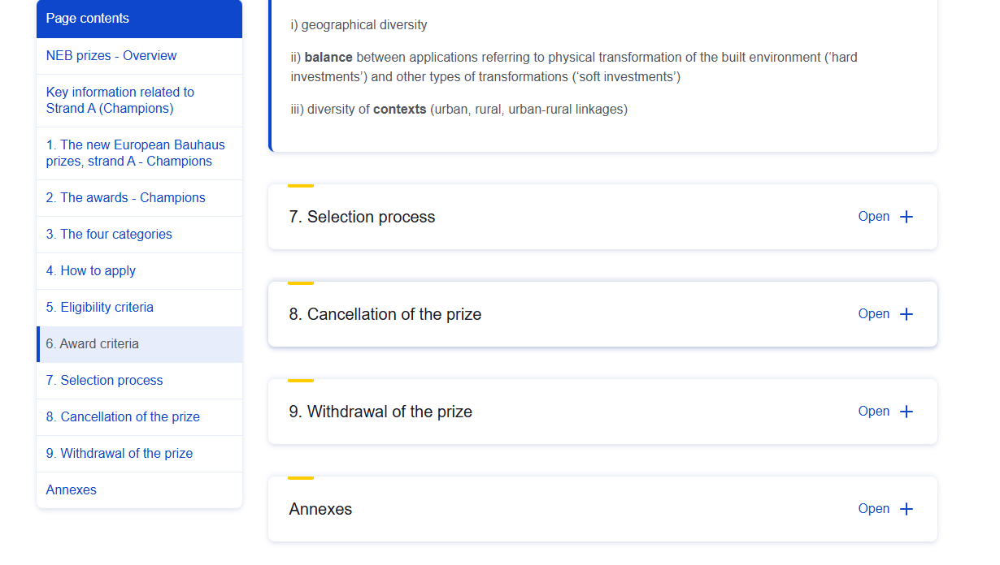 Page contents
NEB prizes - Overview
Key information related to
Strand A (Champions)
1. The new European Bauhaus
prizes, strand A - Champions
2. The awards - Champions
3. The four categories
4. How to apply
5. Eligibility criteria
6. Award criteria
7. Selection process
8. Cancellation of the prize
9. Withdrawal of the prize
Annexes
i) geographical diversity
ii) balance between applications referring to physical transformation of the built environment (‘hard
investments’) and other types of transformations (‘soft investments’)
iii) diversity of contexts (urban, rural, urban-rural linkages)
7. Selection process
Open
8. Cancellation of the prize
Open
9. Withdrawal of the prize
Open
Annexes
Open